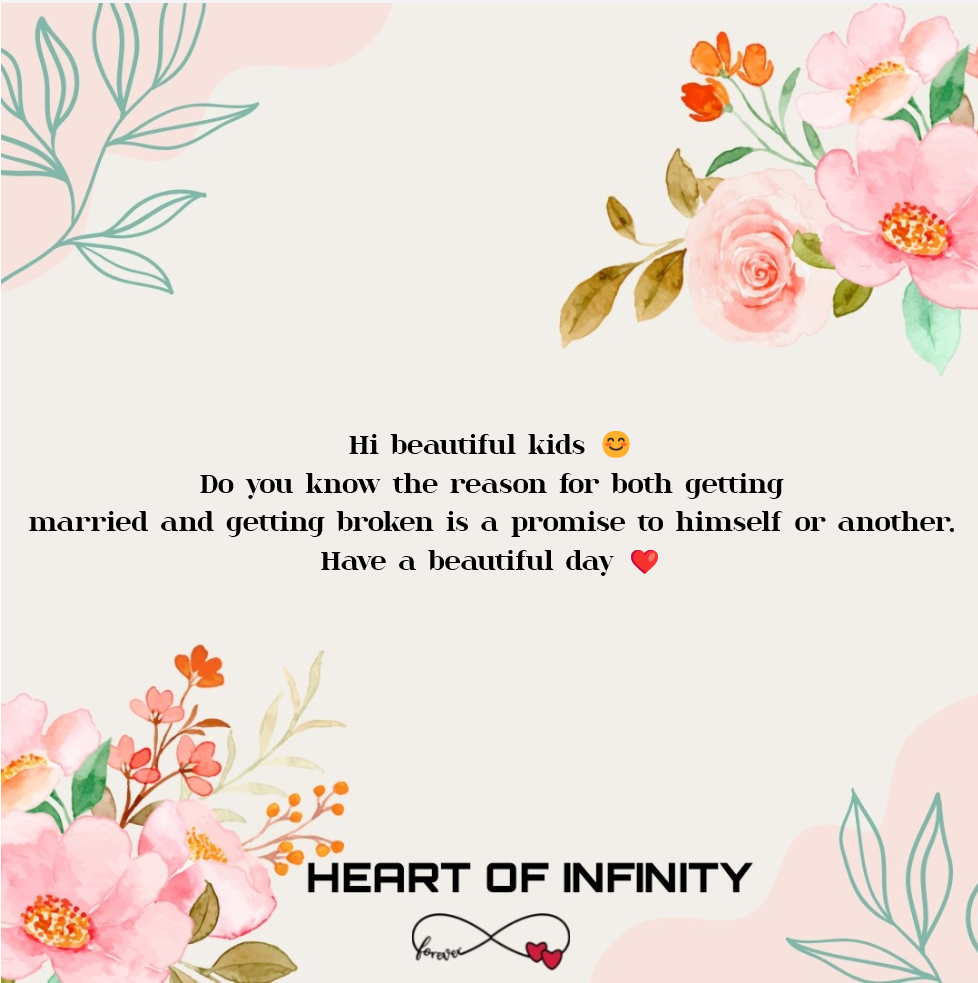 Hi beautiful kids 😊
Do you know the reason for both getting
married and getting broken is a promise to himself or another.
Have a beautiful day ❤️
HEART OF INFINITY
forever